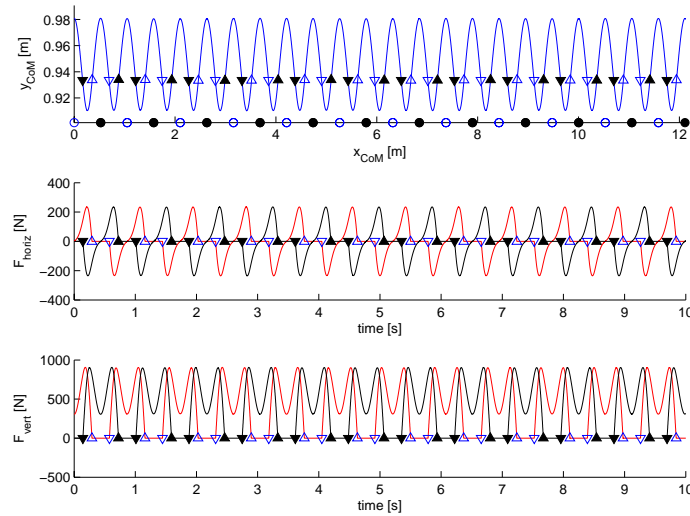 0.98
0.96
0.94
0.92
y_CoM [m]
0 2 4 6 8 10 12
x_CoM [m]
400
200
0
−200
−400
F_horiz [N]
0 1 2 3 4 5 6 7 8 9 10
time [s]
1000
500
0
−500
F_vert [N]
0 1 2 3 4 5 6 7 8 9 10
time [s]